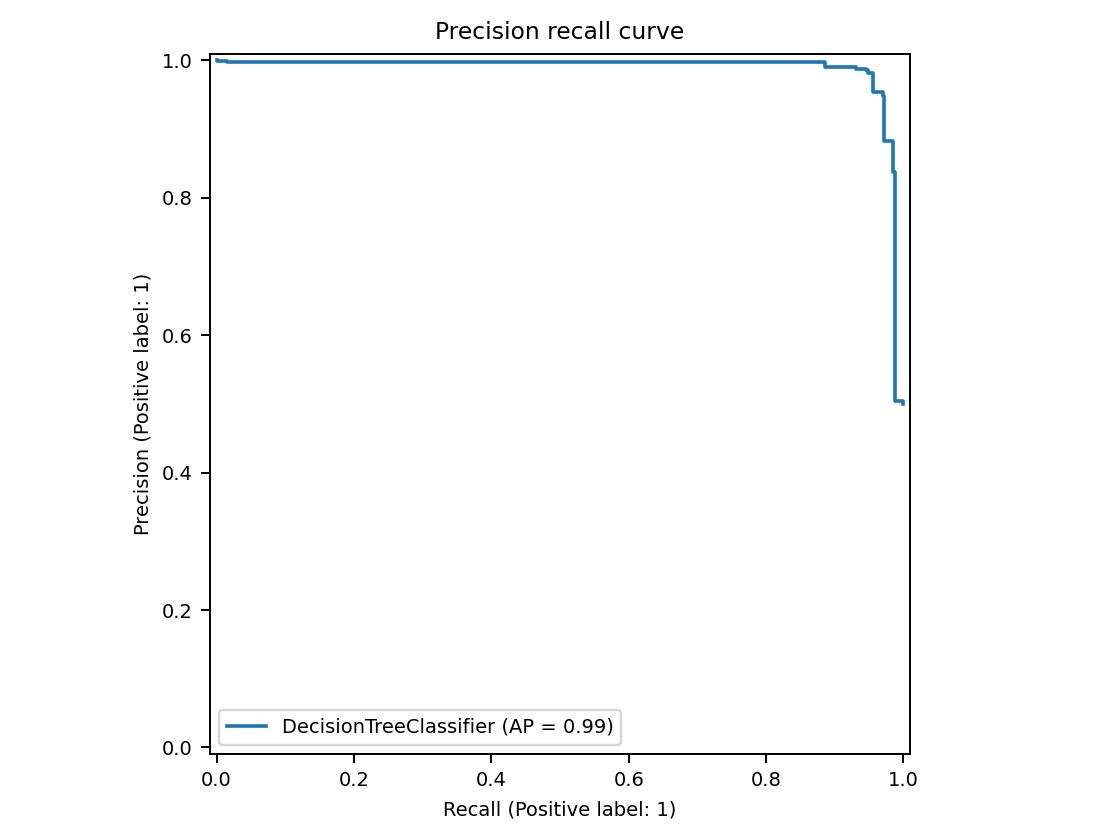 Precision recall curve
1.0
0.8
0.6
0.4
0.2
0.0
Precision (Positive label: 1)
DecisionTreeClassifier (AP = 0.99)
0.0 0.2 0.4 0.6 0.8 1.0
Recall (Positive label: 1)